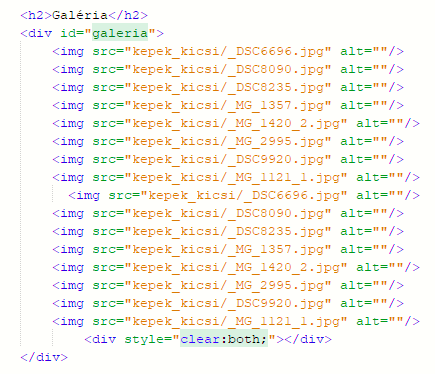 <h2>Galéria</h2>
<div id="galeria">
<img src="kepek_kicsi/_DSC6696.jpg" alt=""/>
<img src="kepek_kicsi/_DSC8090.jpg" alt=""/>
<img src="kepek_kicsi/_DSC8235.jpg" alt=""/>
<img src="kepek_kicsi/_MG_1357.jpg" alt=""/>
<img src="kepek_kicsi/_MG_1420_2.jpg" alt=""/>
<img src="kepek_kicsi/_MG_2995.jpg" alt=""/>
<img src="kepek_kicsi/_DSC9920.jpg" alt=""/>
<img src="kepek_kicsi/_MG_1121_1.jpg" alt=""/>
<img src="kepek_kicsi/_DSC6696.jpg" alt=""/>
<img src="kepek_kicsi/_DSC8090.jpg" alt=""/>
<img src="kepek_kicsi/_DSC8235.jpg" alt=""/>
<img src="kepek_kicsi/_MG_1357.jpg" alt=""/>
<img src="kepek_kicsi/_MG_1420_2.jpg" alt=""/>
<img src="kepek_kicsi/_MG_2995.jpg" alt=""/>
<img src="kepek_kicsi/_DSC9920.jpg" alt=""/>
<img src="kepek_kicsi/_MG_1121_1.jpg" alt=""/>
<div style="clear:both;"></div>
</div>